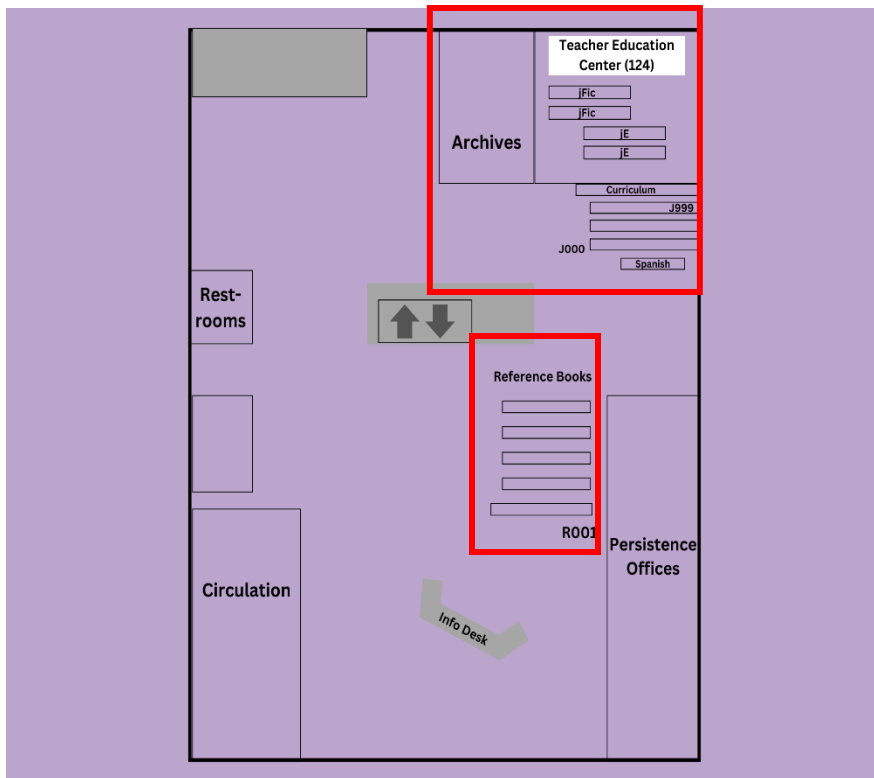 Teacher Education
Center (124)
jFic
jFic
jE
jE
Archives
Curriculum
J999
J000
Spanish
Rest-
rooms
Reference Books
R001
Persistence
Offices
Circulation
Info Desk